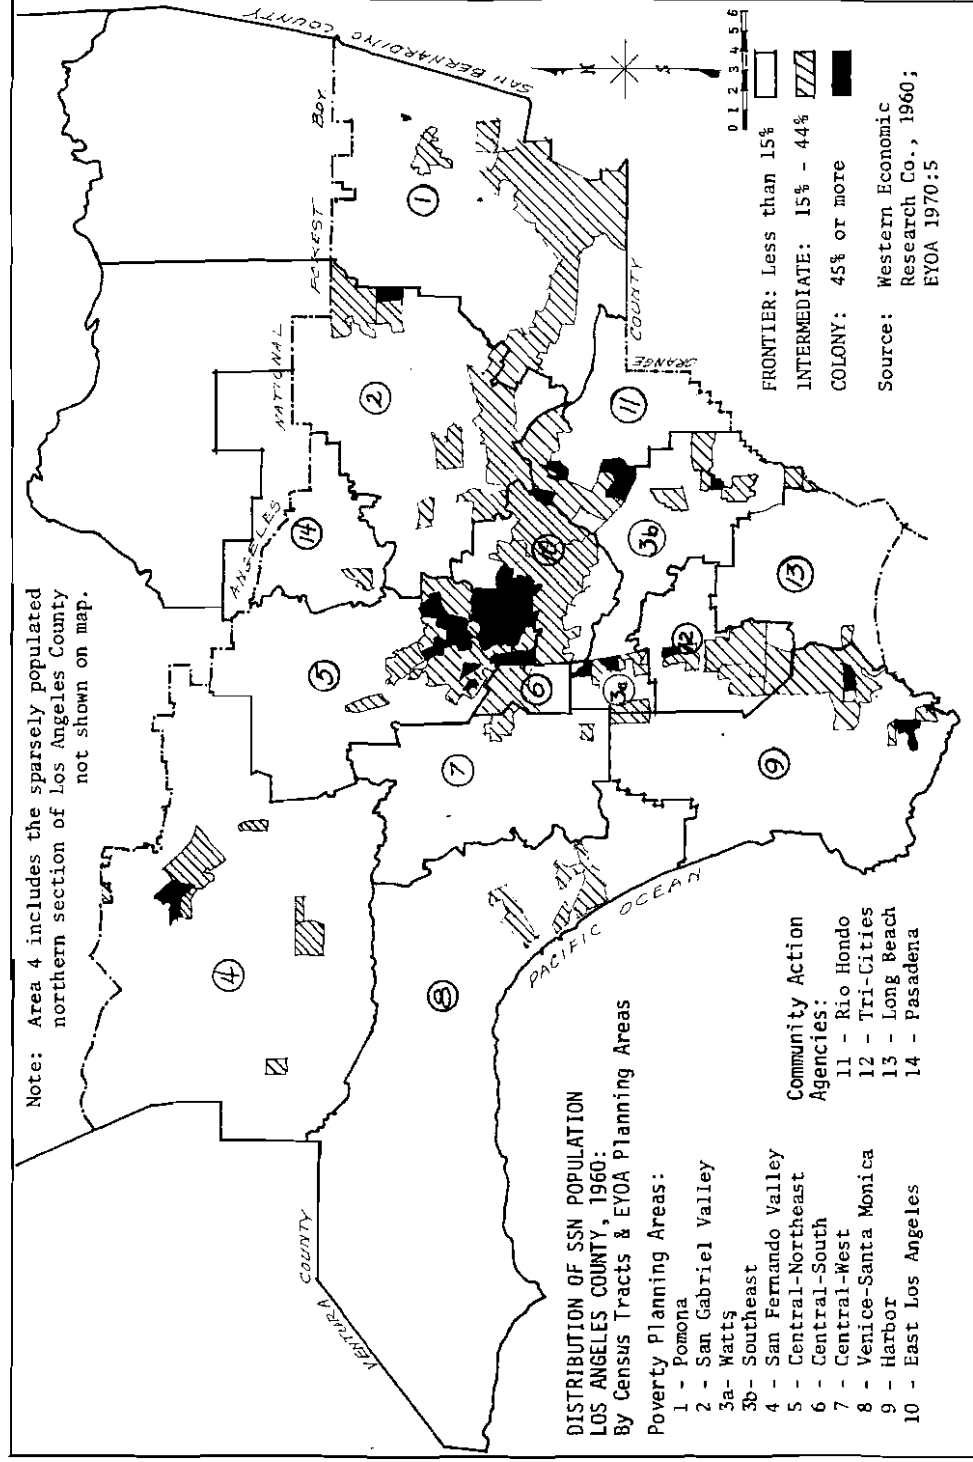 Note: Area 4 includes the sparsely populated
northern section of Los Angeles County
not shown on map.
SAN BERNARDINO COUNTY
ANGELES NATIONAL FOREST BDY
VENTURA COUNTY
ORANGE COUNTY
PACIFIC OCEAN
N
S
1
2
3a
3b
4
5
6
7
8
9
10
11
12
13
14
DISTRIBUTION OF SSN POPULATION
LOS ANGELES COUNTY, 1960:
By Census Tracts & EYOA Planning Areas
Poverty Planning Areas:
1 - Pomona
2 - San Gabriel Valley
3a- Watts
3b- Southeast
4 - San Fernando Valley
5 - Central-Northeast
6 - Central-South
7 - Central-West
8 - Venice-Santa Monica
9 - Harbor
10 - East Los Angeles
Community Action
Agencies:
11 - Rio Hondo
12 - Tri-Cities
13 - Long Beach
14 - Pasadena
0 1 2 3 4 5 6
FRONTIER: Less than 15%
INTERMEDIATE: 15% - 44%
COLONY: 45% or more
Source: Western Economic
Research Co., 1960;
EYOA 1970:5